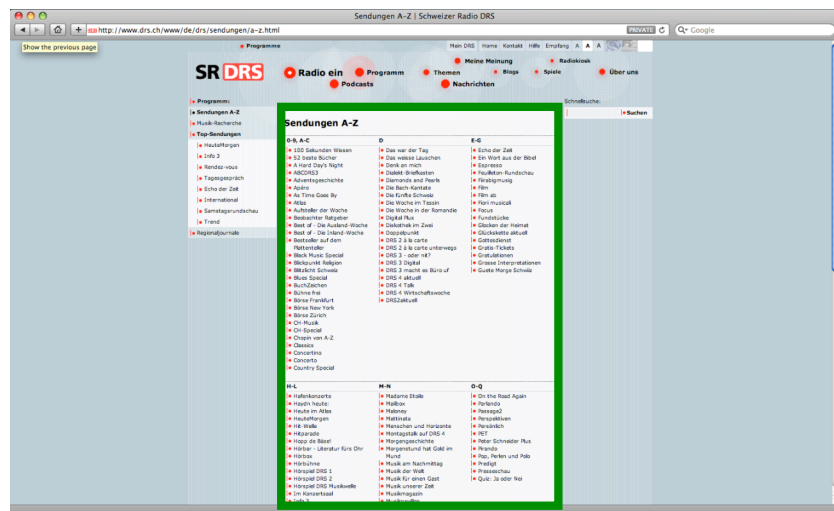 Sendungen A-Z | Schweizer Radio DRS
http://www.drs.ch/www/de/drs/sendungen/a-z.html
PRIVATE
Google
Show the previous page
Programme
Mein DRS Home Kontakt Hilfe Empfang A A A
SR DRS
Radio ein
Programm
Themen
Meine Meinung
Blogs
Radiokiosk
Spiele
Über uns
Podcasts
Nachrichten
Programm:
Sendungen A-Z
Musik-Recherche
Top-Sendungen
HeuteMorgen
Info 3
Rendez-vous
Tagesgespräch
Echo der Zeit
International
Samstagsrundschau
Trend
Regionaljournale
Schnellsuche:
Suchen
Sendungen A-Z
0-9, A-C
100 Sekunden Wissen
52 beste Bücher
A Hard Day's Night
ABCDRS3
Adventsgeschichte
Apéro
As Time Goes By
Atlas
Aufsteller der Woche
Beobachter Ratgeber
Best of - Die Ausland-Woche
Best of - Die Inland-Woche
Bestseller auf dem
Plattenteller
Black Music Special
Blickpunkt Religion
Blitzlicht Schweiz
Blues Special
BuchZeichen
Bühne frei
Börse Frankfurt
Börse New York
Börse Zürich
CH-Musik
CH-Special
Chopin von A-Z
Classics
Concertino
Concerto
Country Special
D
Das war der Tag
Das weisse Lauschen
Denk an mich
Dialekt-Briefkasten
Diamonds and Pearls
Die Bach-Kantate
Die fünfte Schweiz
Die Woche im Tessin
Die Woche in der Romandie
Digital Plus
Diskothek im Zwei
Doppelpunkt
DRS 2 à la carte
DRS 2 à la carte unterwegs
DRS 3 - oder nit?
DRS 3 Digital
DRS 3 macht es Büro uf
DRS 4 aktuell
DRS 4 Talk
DRS 4 Wirtschaftswoche
DRS2aktuell
E-G
Echo der Zeit
Ein Wort aus der Bibel
Espresso
Feuilleton-Rundschau
Firabigmusig
Film
Film ab
Fiori musicali
Focus
Fundstücke
Glocken der Heimat
Glückskette aktuell
Gottesdienst
Gratis-Tickets
Gratulationen
Grosse Interpretationen
Guete Morge Schwiiz
H-L
Hafenkonzerte
Haydn heute:
Heute im Atlas
HeuteMorgen
Hit-Welle
Hitparade
Hopp de Bäse!
Hörbar - Literatur fürs Ohr
Hörbox
Hörbühne
Hörspiel DRS 1
Hörspiel DRS 2
Hörspiel DRS Musikwelle
Im Konzertsaal
Info 3
M-N
Madame Etoile
Mailbox
Maloney
Mattinata
Menschen und Horizonte
Montagstalk auf DRS 4
Morgengeschichte
Morgenstund hat Gold im
Mund
Musik am Nachmittag
Musik der Welt
Musik für einen Gast
Musik unserer Zeit
Musikmagazin
O-Q
On the Road Again
Parlando
Passage2
Perspektiven
Persönlich
PET
Peter Schneider Plus
Pirando
Pop, Perlen und Polo
Predigt
Presseschau
Quiz: Ja oder Nei